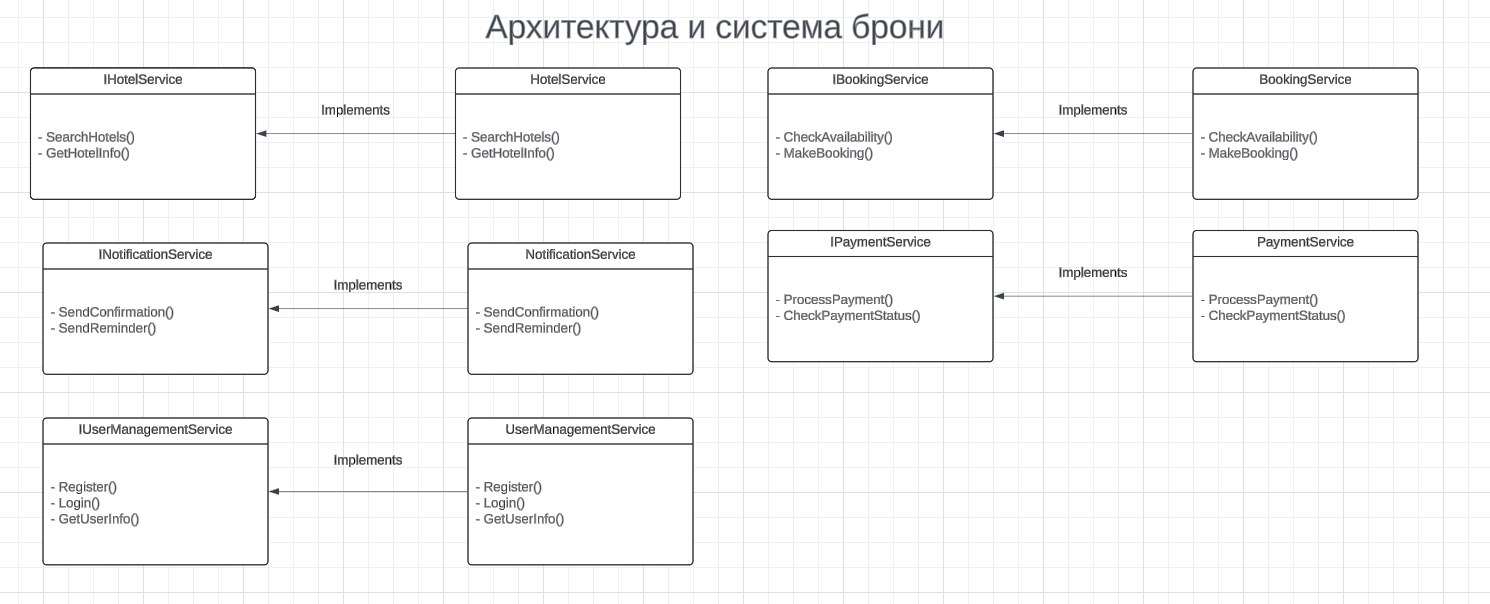 Архитектура и система брони
IHotelService
- SearchHotels()
- GetHotelInfo()
Implements
HotelService
- SearchHotels()
- GetHotelInfo()
IBookingService
- CheckAvailability()
- MakeBooking()
Implements
BookingService
- CheckAvailability()
- MakeBooking()
INotificationService
- SendConfirmation()
- SendReminder()
Implements
NotificationService
- SendConfirmation()
- SendReminder()
IPaymentService
- ProcessPayment()
- CheckPaymentStatus()
Implements
PaymentService
- ProcessPayment()
- CheckPaymentStatus()
IUserManagementService
- Register()
- Login()
- GetUserInfo()
Implements
UserManagementService
- Register()
- Login()
- GetUserInfo()